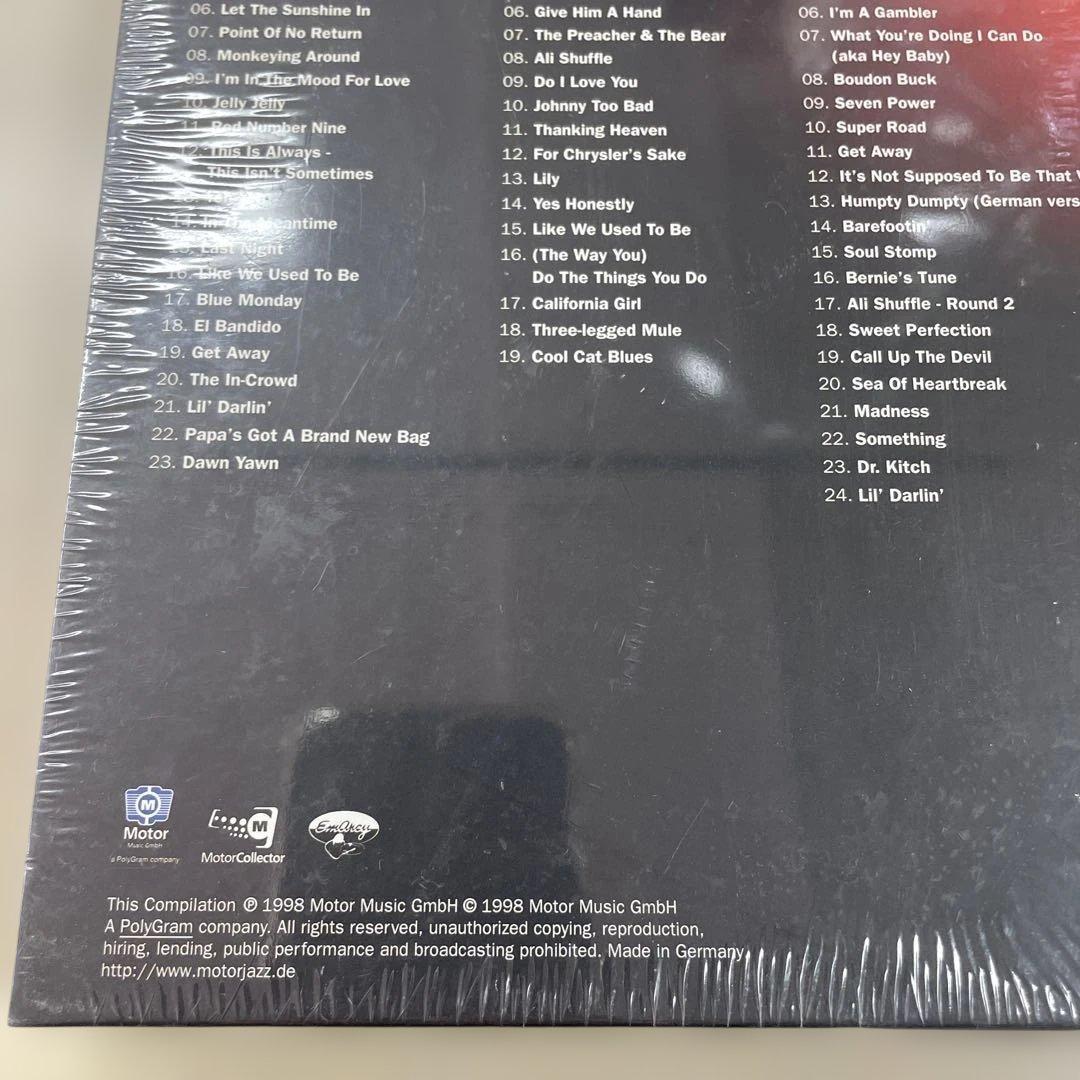 06. Let The Sunshine In
07. Point Of No Return
08. Monkeying Around
09. I'm In The Mood For Love
10. Jelly Jelly
11. Red Number Nine
12. This Is Always -
This Isn't Sometimes
13.
14. In The Meantime
15. Last Night
16. Like We Used To Be
17. Blue Monday
18. El Bandido
19. Get Away
20. The In-Crowd
21. Lil' Darlin'
22. Papa's Got A Brand New Bag
23. Dawn Yawn
06. Give Him A Hand
07. The Preacher & The Bear
08. Ali Shuffle
09. Do I Love You
10. Johnny Too Bad
11. Thanking Heaven
12. For Chrysler's Sake
13. Lily
14. Yes Honestly
15. Like We Used To Be
16. (The Way You)
Do The Things You Do
17. California Girl
18. Three-legged Mule
19. Cool Cat Blues
06. I'm A Gambler
07. What You're Doing I Can Do
(aka Hey Baby)
08. Boudon Buck
09. Seven Power
10. Super Road
11. Get Away
12. It's Not Supposed To Be That
13. Humpty Dumpty (German vers
14. Barefootin'
15. Soul Stomp
16. Bernie's Tune
17. Ali Shuffle - Round 2
18. Sweet Perfection
19. Call Up The Devil
20. Sea Of Heartbreak
21. Madness
22. Something
23. Dr. Kitch
24. Lil' Darlin'
M
Motor
Music GmbH
a PolyGram company
M
MotorCollector
EmArcy
This Compilation ℗ 1998 Motor Music GmbH © 1998 Motor Music GmbH
A PolyGram company. All rights reserved, unauthorized copying, reproduction,
hiring, lending, public performance and broadcasting prohibited. Made in Germany.
http://www.motorjazz.de